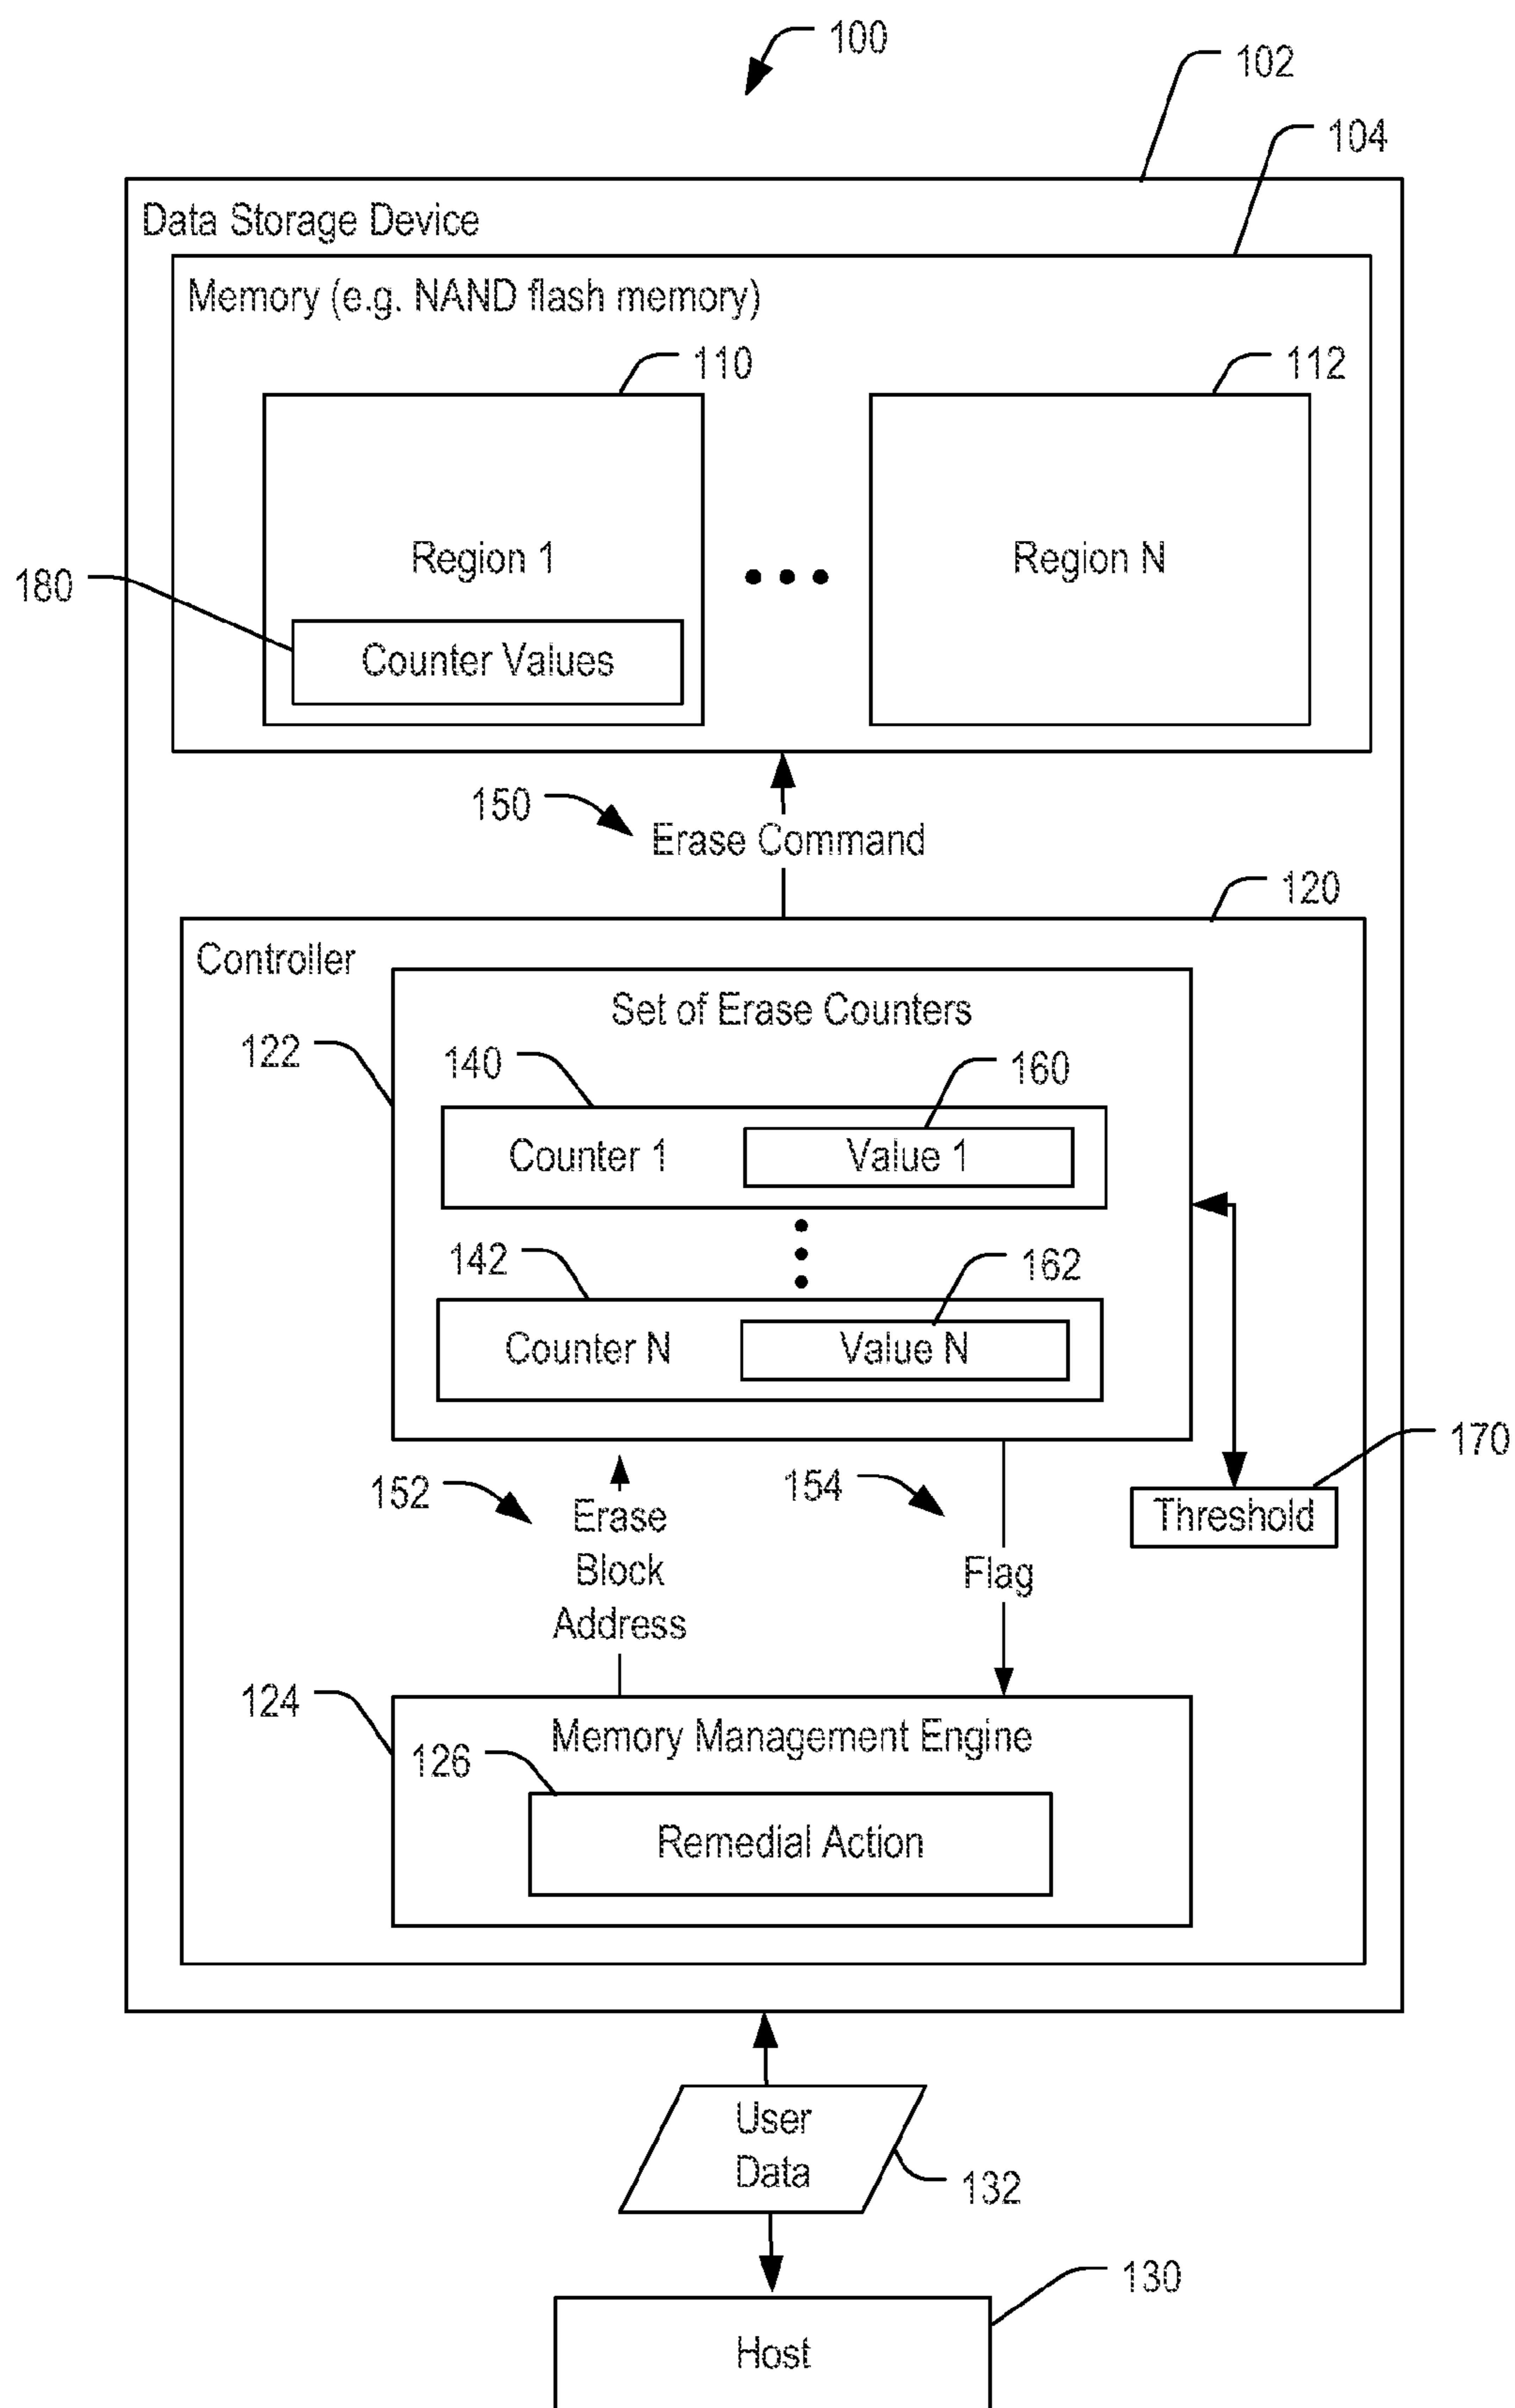 100
102
104
Data Storage Device
Memory (e.g. NAND flash memory)
110
112
Region 1
Region N
180
Counter Values
150
Erase Command
120
Controller
Set of Erase Counters
122
140
160
Counter 1
Value 1
142
162
Counter N
Value N
170
152
154
Threshold
Erase
Block
Address
Flag
124
Memory Management Engine
126
Remedial Action
User
Data
132
130
Host